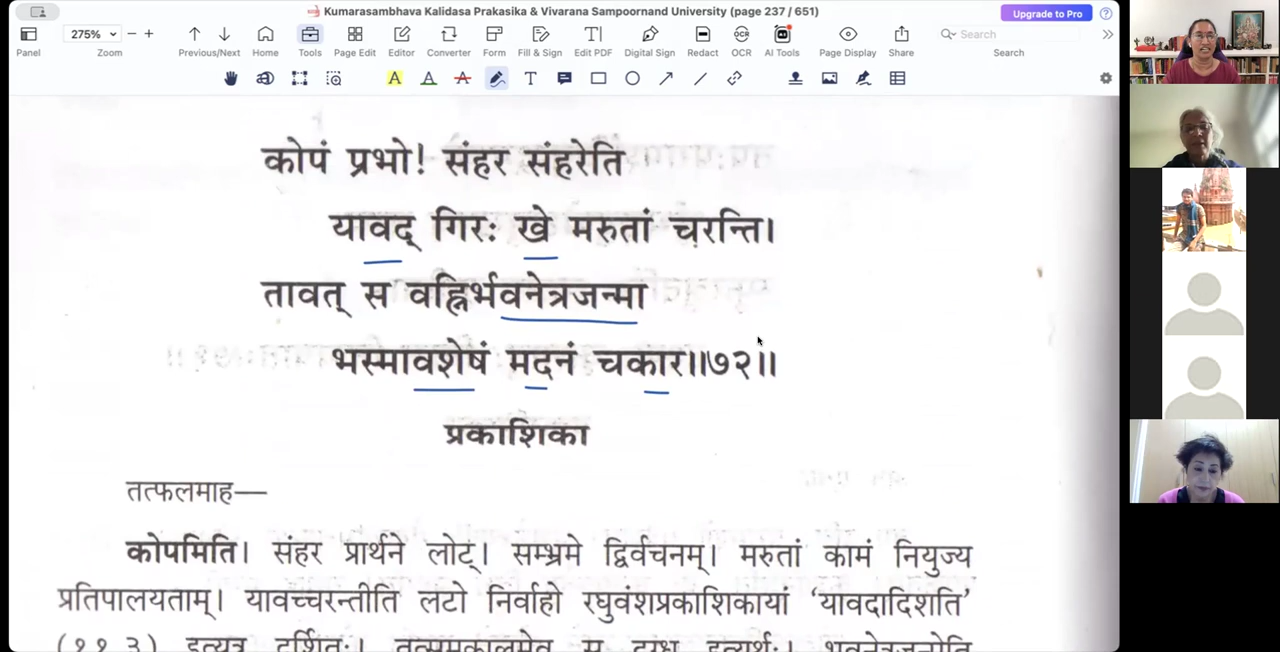 Kumarasambhava Kalidasa Prakasika & Vivarana Sampoornand University (page 237 / 651)
Upgrade to Pro
275%
Search
Panel Zoom Previous/Next Home Tools Page Edit Editor Converter Form Fill & Sign Edit PDF Digital Sign Redact OCR AI Tools Page Display Share Search
कोपं प्रभो! संहर संहरेति
यावद् गिरः खे मरुतां चरन्ति।
तावत् स वह्निर्भवनेत्रजन्मा
भस्मावशेषं मदनं चकार॥७२॥
प्रकाशिका
तत्फलमाह—
कोपमिति। संहर प्रार्थने लोट्। सम्भ्रमे द्विर्वचनम्। मरुतां कामं नियुज्य
प्रतिपालयताम्। यावच्चरन्तीति लटो निर्वाहो रघुवंशप्रकाशिकायां ‘यावदादिशति’